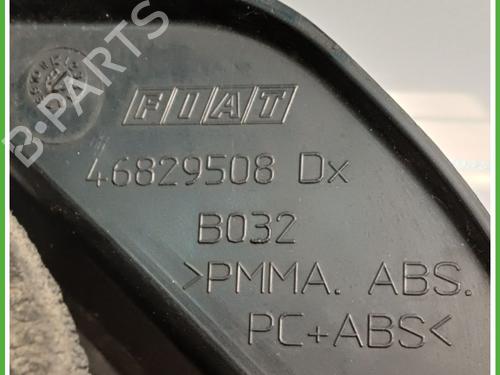 B-PARTS
FIAT
46829508 Dx
B032
>PMMA. ABS.
PC+ABS<